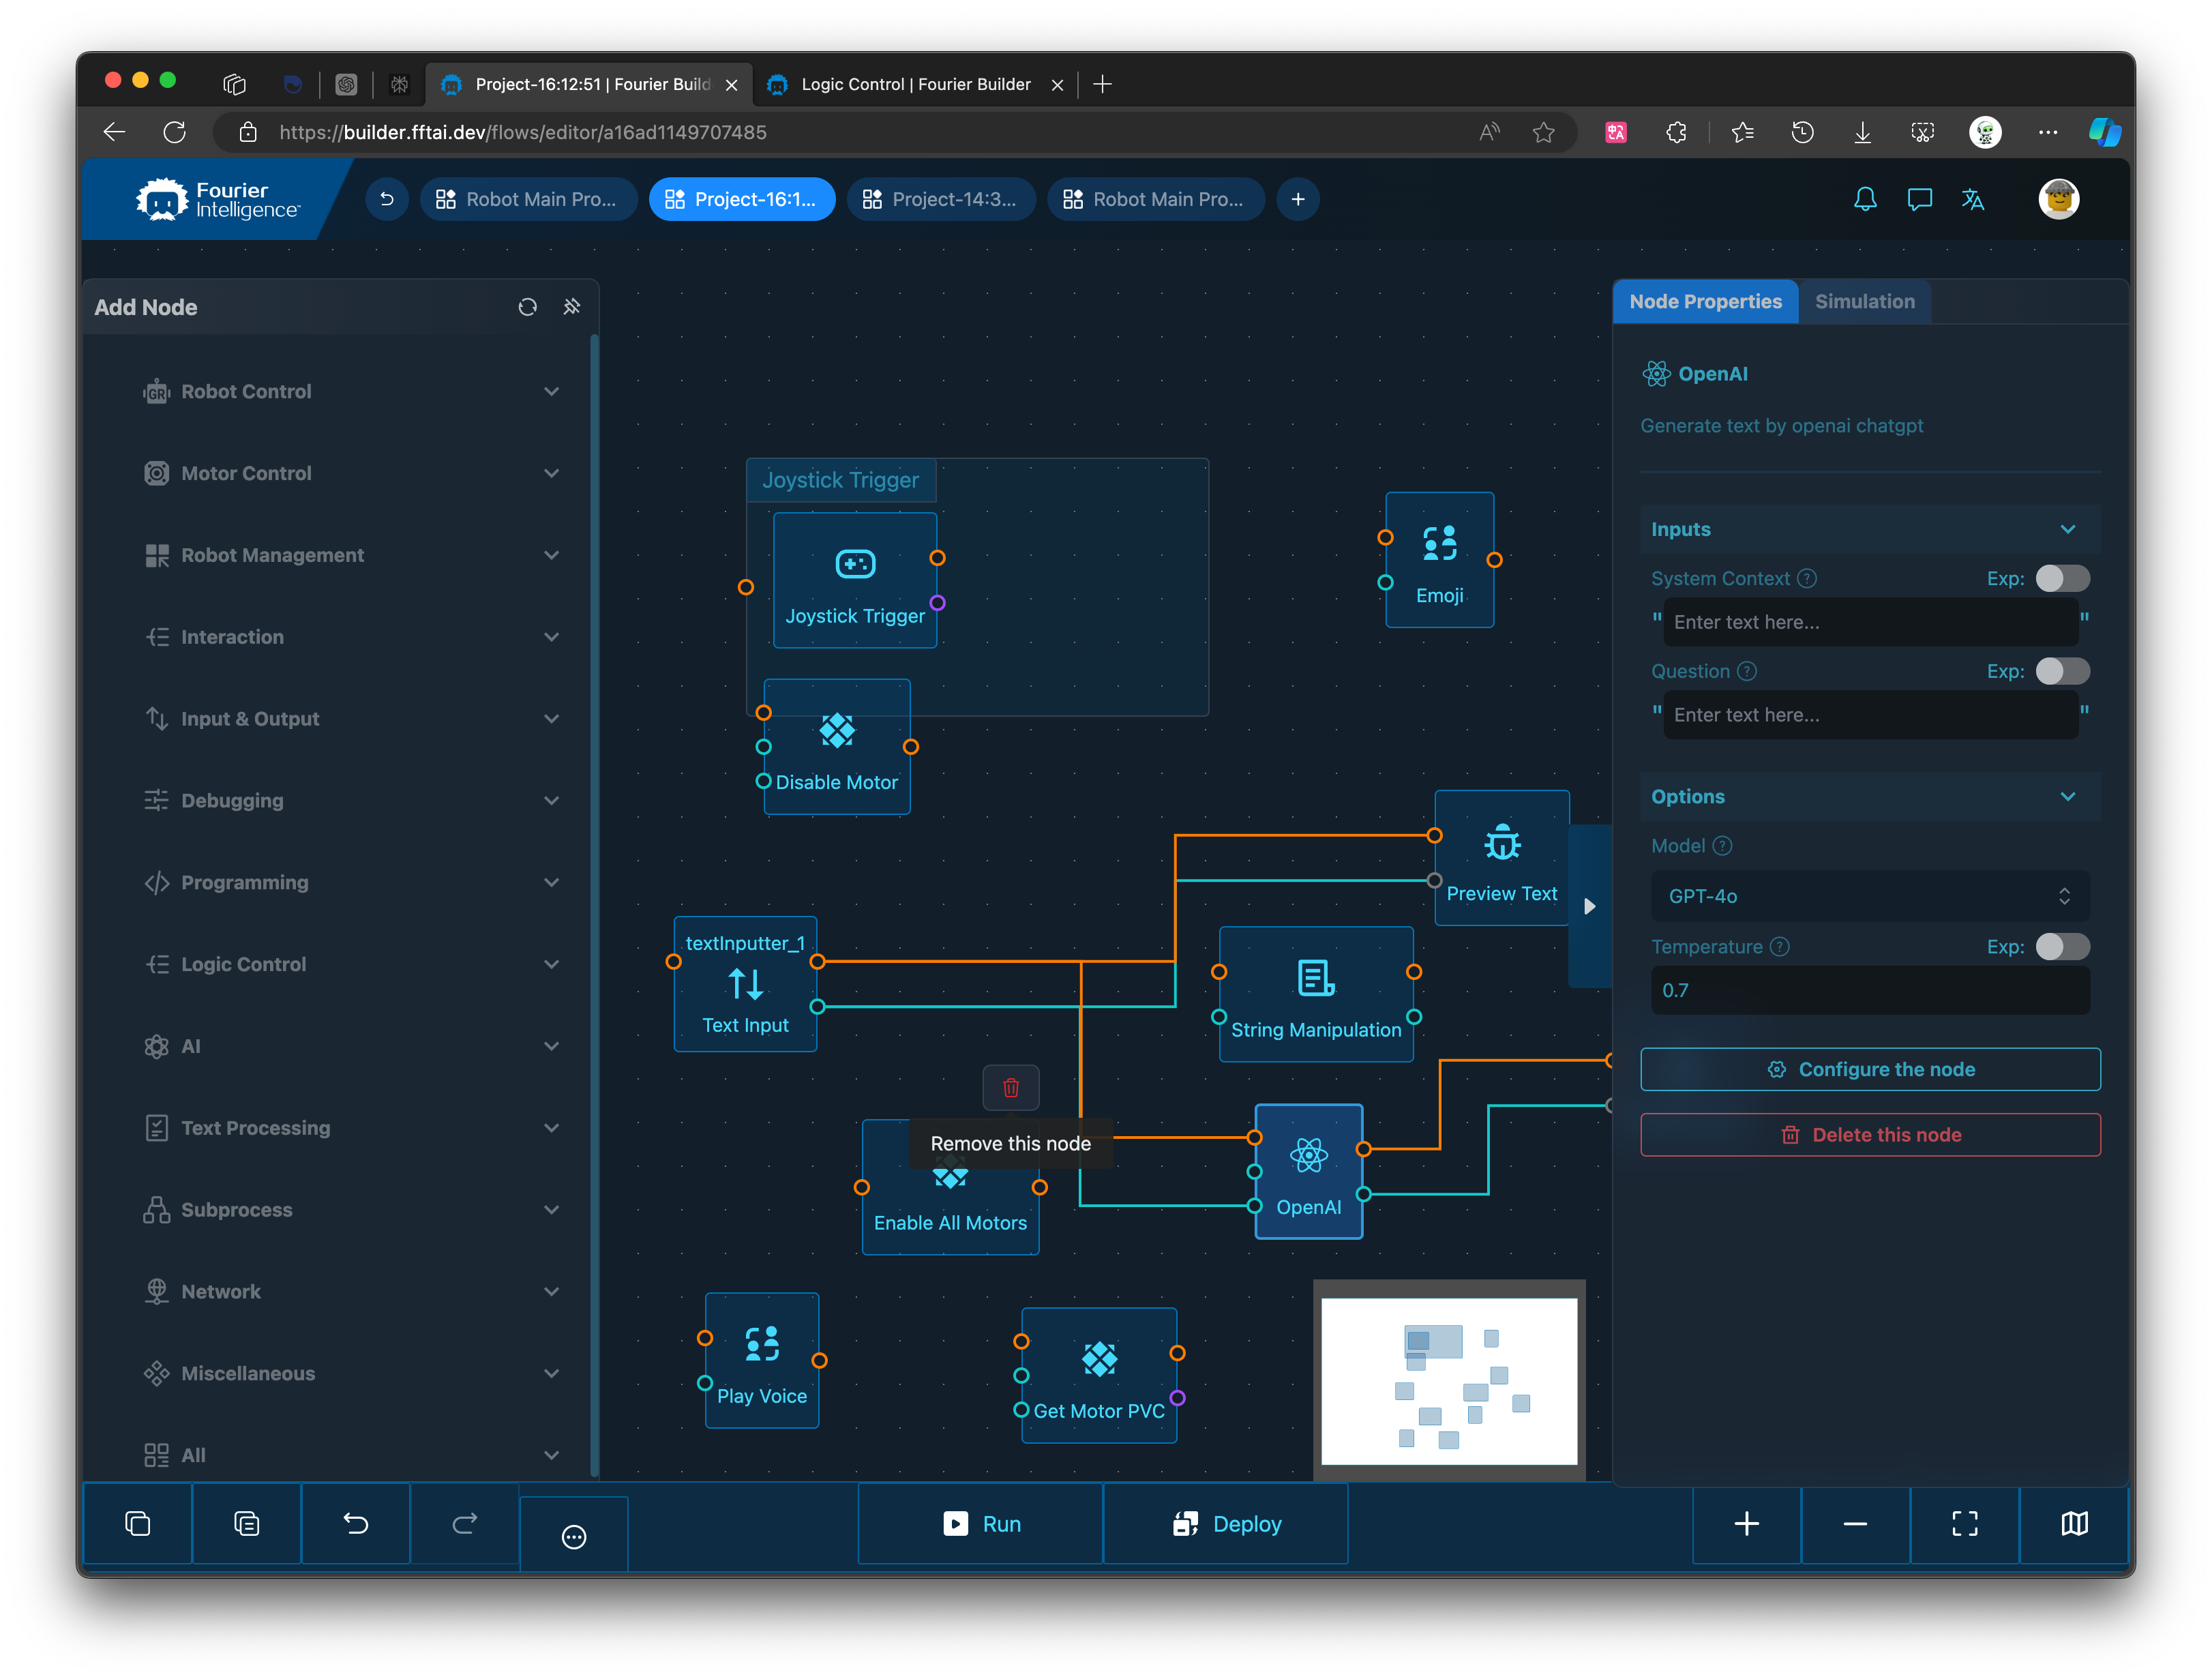 Project-16:12:51 | Fourier Build
Logic Control | Fourier Builder
https://builder.fftai.dev/flows/editor/a16ad1149707485
Fourier
Intelligence
Robot Main Pro...
Project-16:1...
Project-14:3...
Robot Main Pro...
Add Node
Robot Control
Motor Control
Robot Management
Interaction
Input & Output
Debugging
Programming
Logic Control
AI
Text Processing
Subprocess
Network
Miscellaneous
All
Joystick Trigger
Joystick Trigger
Emoji
Disable Motor
Preview Text
textInputter_1
Text Input
String Manipulation
Remove this node
Enable All Motors
OpenAI
Play Voice
Get Motor PVC
Node Properties
Simulation
OpenAI
Generate text by openai chatgpt
Inputs
System Context
Exp:
" Enter text here... "
Question
Exp:
" Enter text here... "
Options
Model
GPT-4o
Temperature
Exp:
0.7
Configure the node
Delete this node
Run
Deploy